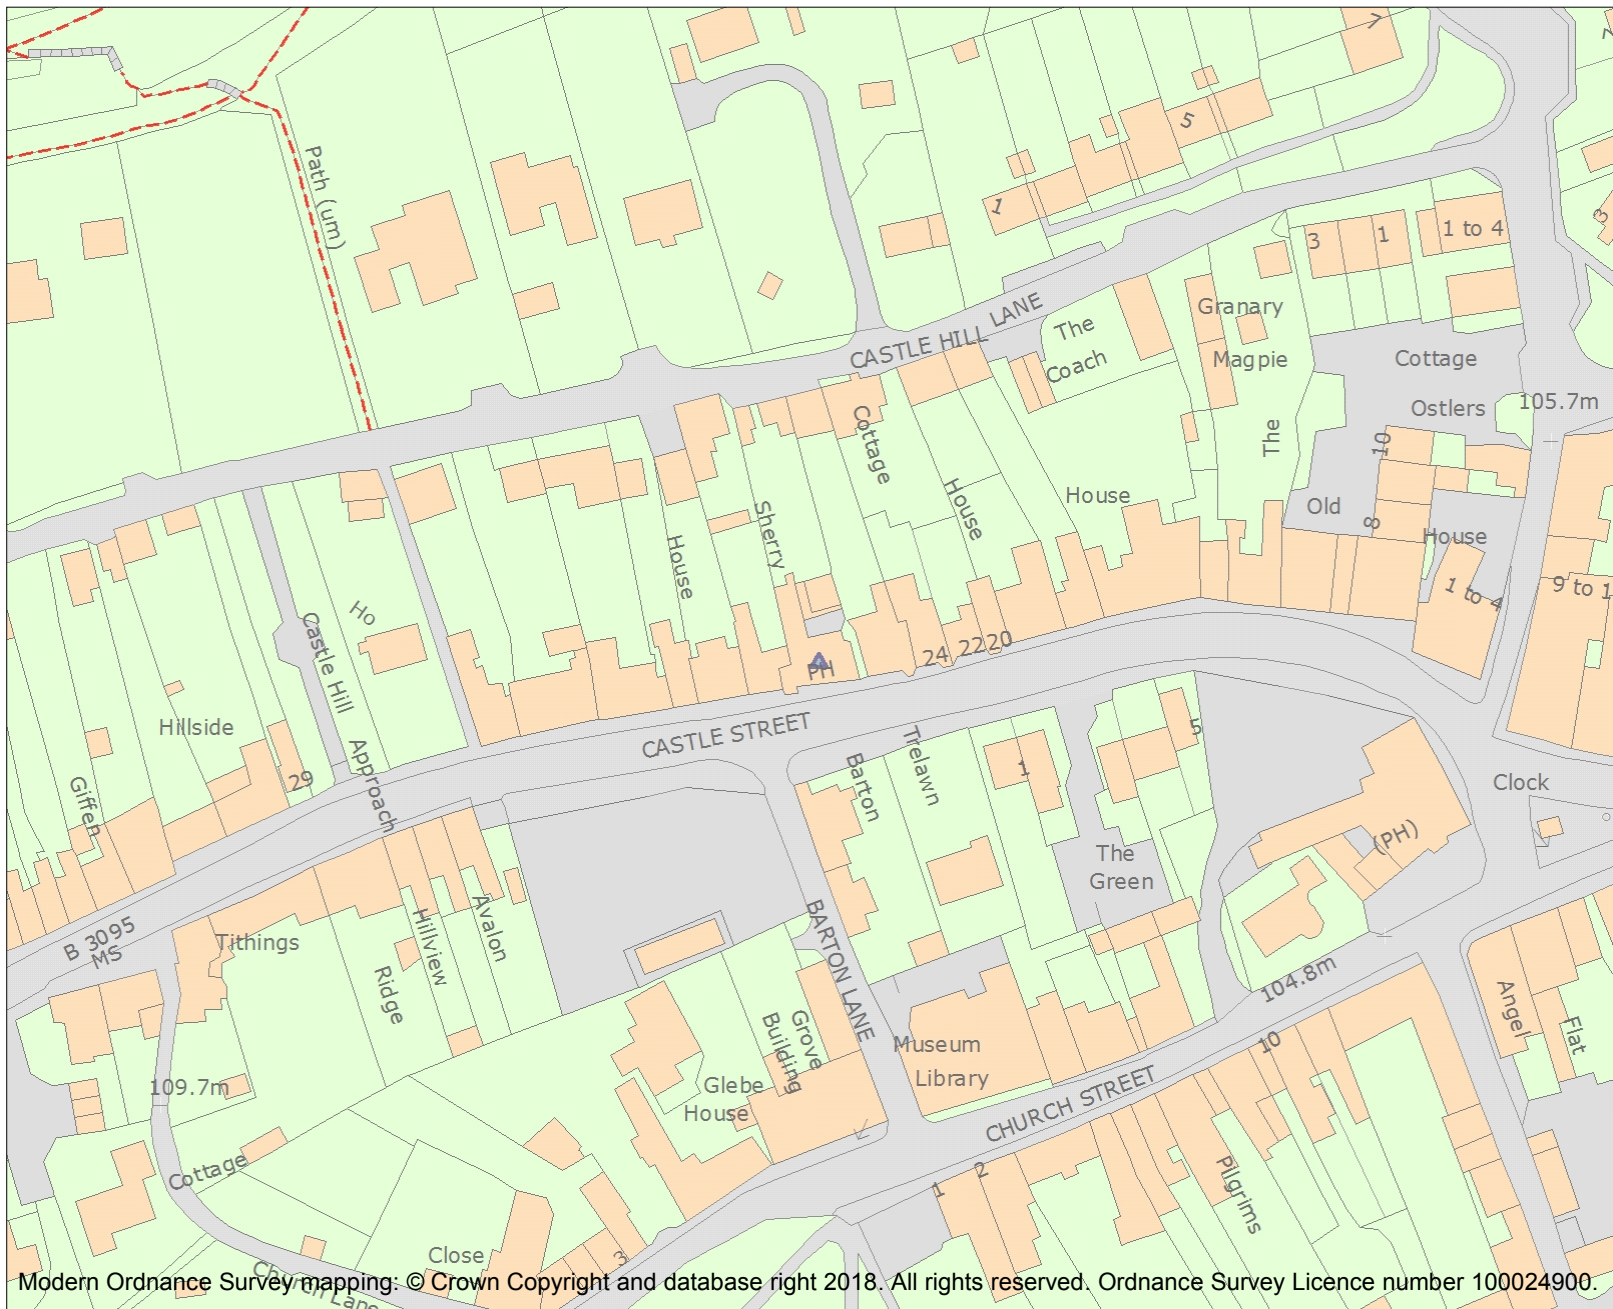 7
7
Path (um)
1
5
3
CASTLE HILL LANE
The
Coach
Granary
Magpie
3
1
1 to 4
Cottage
Ostlers
105.7m
The
10
Old
8
House
1 to 4
9 to 1
House
Cottage
House
Sherry
House
Ho
Castle Hill
Approach
Hillside
29
Giffen
PH
24
22
20
CASTLE STREET
Barton
Trelawn
1
5
The
Green
Clock
(PH)
B 3095
MS
Tithings
Ridge
Hillview
Avalon
BARTON LANE
Grove
Building
Glebe
House
Museum
Library
104.8m
10
CHURCH STREET
Angel
Flat
109.7m
Cottage
Close
3
Church Lane
1
2
Pilgrims
Modern Ordnance Survey mapping: © Crown Copyright and database right 2018. All rights reserved. Ordnance Survey Licence number 100024900.